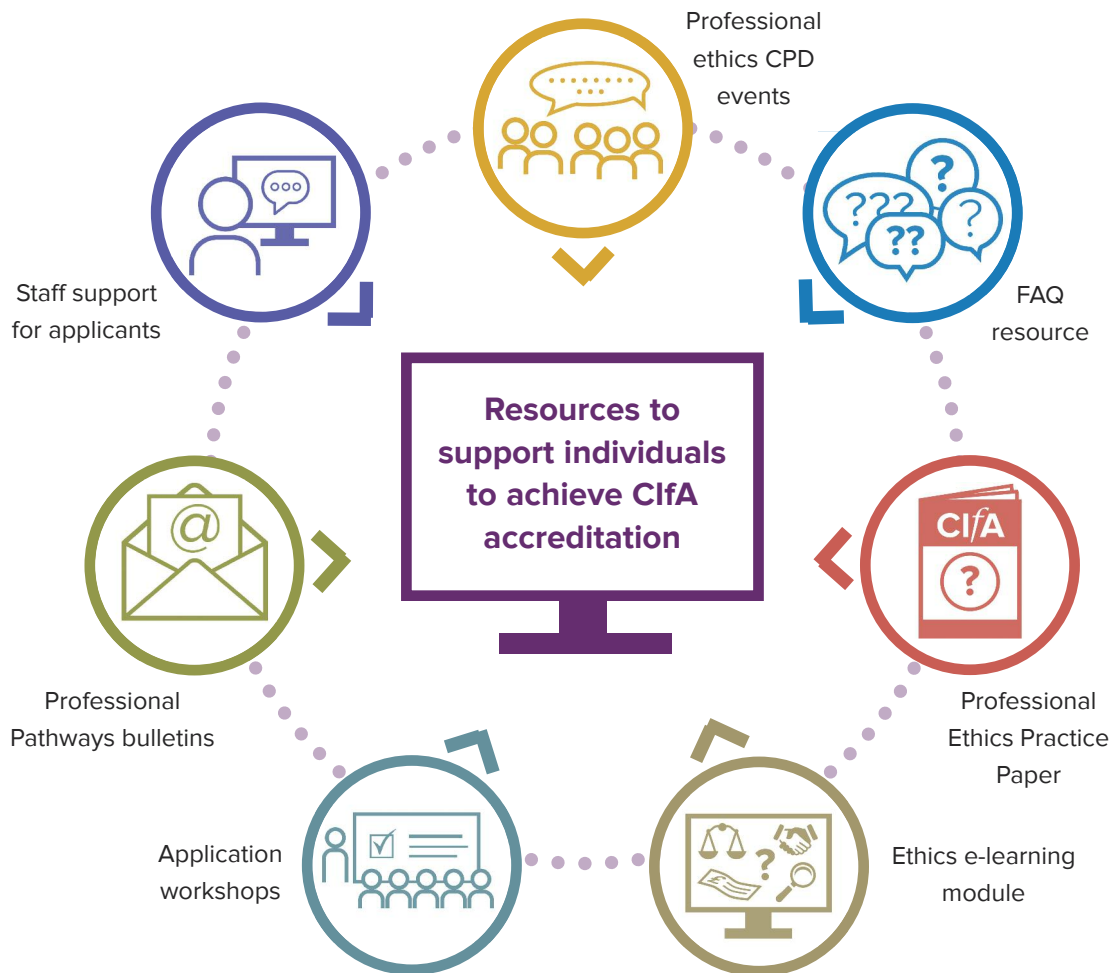 Professional
ethics CPD
events
?
???
??
?
FAQ
resource
Staff support
for applicants
Resources to
support individuals
to achieve CIfA
accreditation
@
CIfA
?
Professional
Pathways bulletins
Professional
Ethics Practice
Paper
Application
workshops
?
£
Ethics e-learning
module